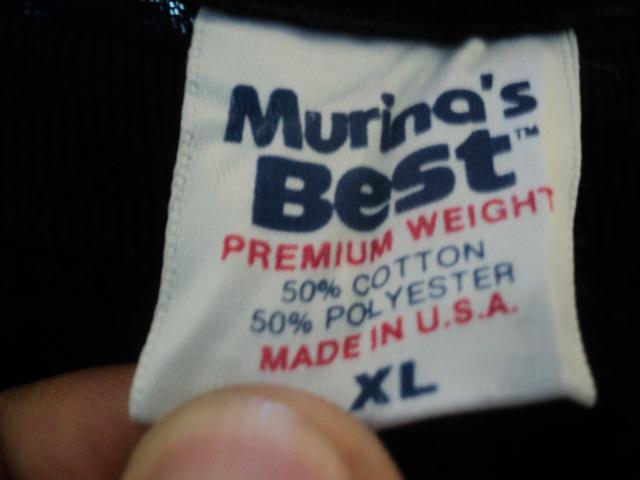 Murina's
Best™
PREMIUM WEIGHT
50% COTTON
50% POLYESTER
MADE IN U.S.A.
XL